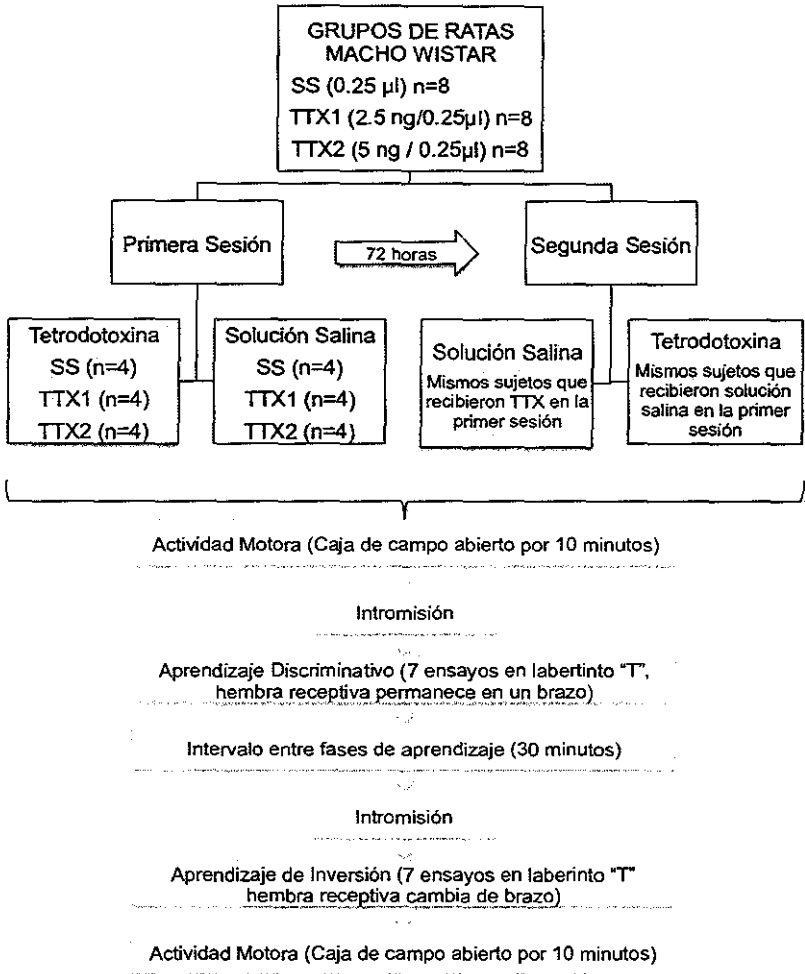 GRUPOS DE RATAS
MACHO WISTAR
SS (0.25 µl) n=8
TTX1 (2.5 ng/0.25µl) n=8
TTX2 (5 ng / 0.25µl) n=8
Primera Sesión
72 horas
Segunda Sesión
Tetrodotoxina
SS (n=4)
TTX1 (n=4)
TTX2 (n=4)
Solución Salina
SS (n=4)
TTX1 (n=4)
TTX2 (n=4)
Solución Salina
Mismos sujetos que
recibieron TTX en la
primer sesión
Tetrodotoxina
Mismos sujetos que
recibieron solución
salina en la primer
sesión
Actividad Motora (Caja de campo abierto por 10 minutos)
Intromisión
Aprendizaje Discriminativo (7 ensayos en labertinto "T",
hembra receptiva permanece en un brazo)
Intervalo entre fases de aprendizaje (30 minutos)
Intromisión
Aprendizaje de Inversión (7 ensayos en laberinto "T"
hembra receptiva cambia de brazo)
Actividad Motora (Caja de campo abierto por 10 minutos)